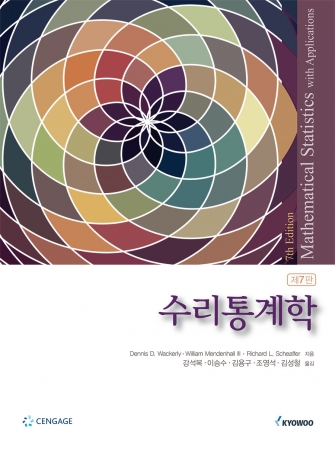 Mathematical Statistics
with Applications
7th Edition
제7판
수리통계학
Dennis D. Wackerly · William Mendenhall III · Richard L. Scheaffer 지음
강석복 · 이승수 · 김용구 · 조영석 · 김성철 옮김
CENGAGE
KYOWOO